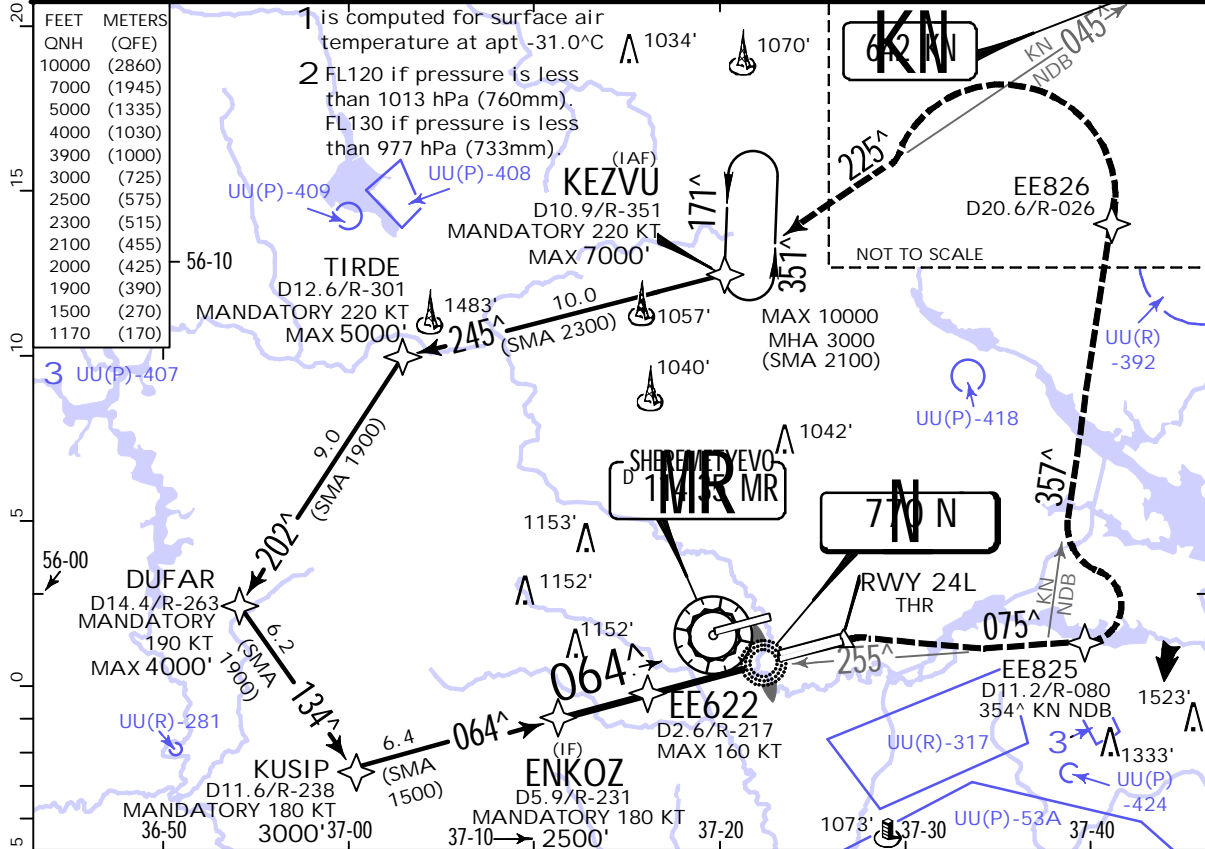 20
FEET METERS
QNH (QFE)
10000 (2860)
7000 (1945)
5000 (1335)
4000 (1030)
3900 (1000)
3000 (725)
2500 (575)
2300 (515)
2100 (455)
2000 (425)
1900 (390)
1500 (270)
1170 (170)
1 is computed for surface air
temperature at apt -31.0^C
2 FL120 if pressure is less
than 1013 hPa (760mm).
FL130 if pressure is less
than 977 hPa (733mm).
1034'
1070'
KN
642 KN
KN 045^
NDB
225^
EE826
D20.6/R-026
NOT TO SCALE
15
UU(P)-409
UU(P)-408
(IAF)
KEZVU
D10.9/R-351
MANDATORY 220 KT
MAX 7000'
171^
351^
56-10
TIRDE
D12.6/R-301
MANDATORY 220 KT
MAX 5000'
1483'
10.0
245^
(SMA 2300)
1057'
MAX 10000
MHA 3000
(SMA 2100)
UU(R)
-392
10
3 UU(P)-407
1040'
UU(P)-418
9.0
(SMA 1900)
202^
1042'
SHEREMETYEVO
D 114.35 MR
MR
770 N
N
357^
5
1153'
56-00
1152'
DUFAR
D14.4/R-263
MANDATORY
190 KT
MAX 4000'
6.2
(SMA
1900)
134^
1152'
RWY 24L
THR
KN
NDB
075^
255^
064^
0
EE825
D11.2/R-080
354^ KN NDB
EE622
D2.6/R-217
MAX 160 KT
1523'
UU(R)-281
6.4
064^
(SMA
1500)
UU(R)-317
3
1333'
UU(P)
-424
KUSIP
D11.6/R-238
MANDATORY 180 KT
3000'
(IF)
ENKOZ
D5.9/R-231
MANDATORY 180 KT
2500'
UU(P)-53A
1073'
5
36-50
37-00
37-10
37-20
37-30
37-40